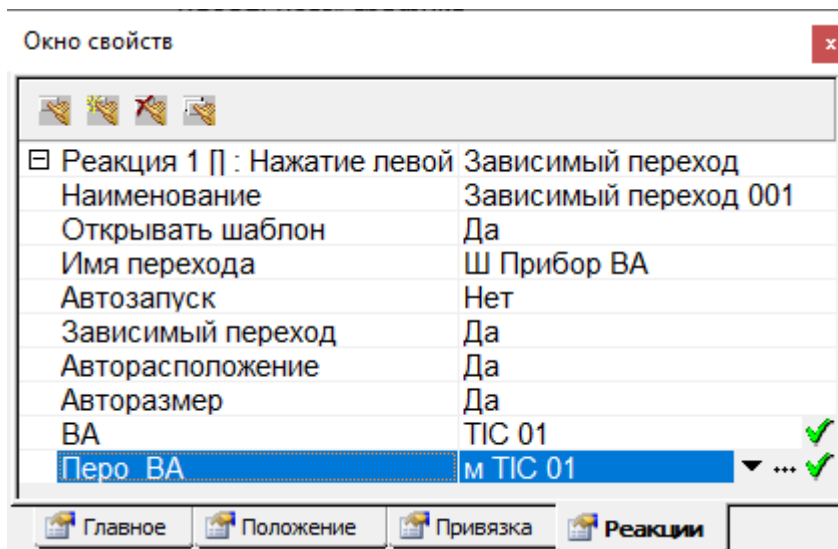 Окно свойств
x
Реакция 1 [] : Нажатие левой Зависимый переход
Наименование Зависимый переход 001
Открывать шаблон Да
Имя перехода Ш Прибор ВА
Автозапуск Нет
Зависимый переход Да
Авторасположение Да
Авторазмер Да
ВА TIC 01
Перо_ВА м TIC 01
Главное Положение Привязка Реакции